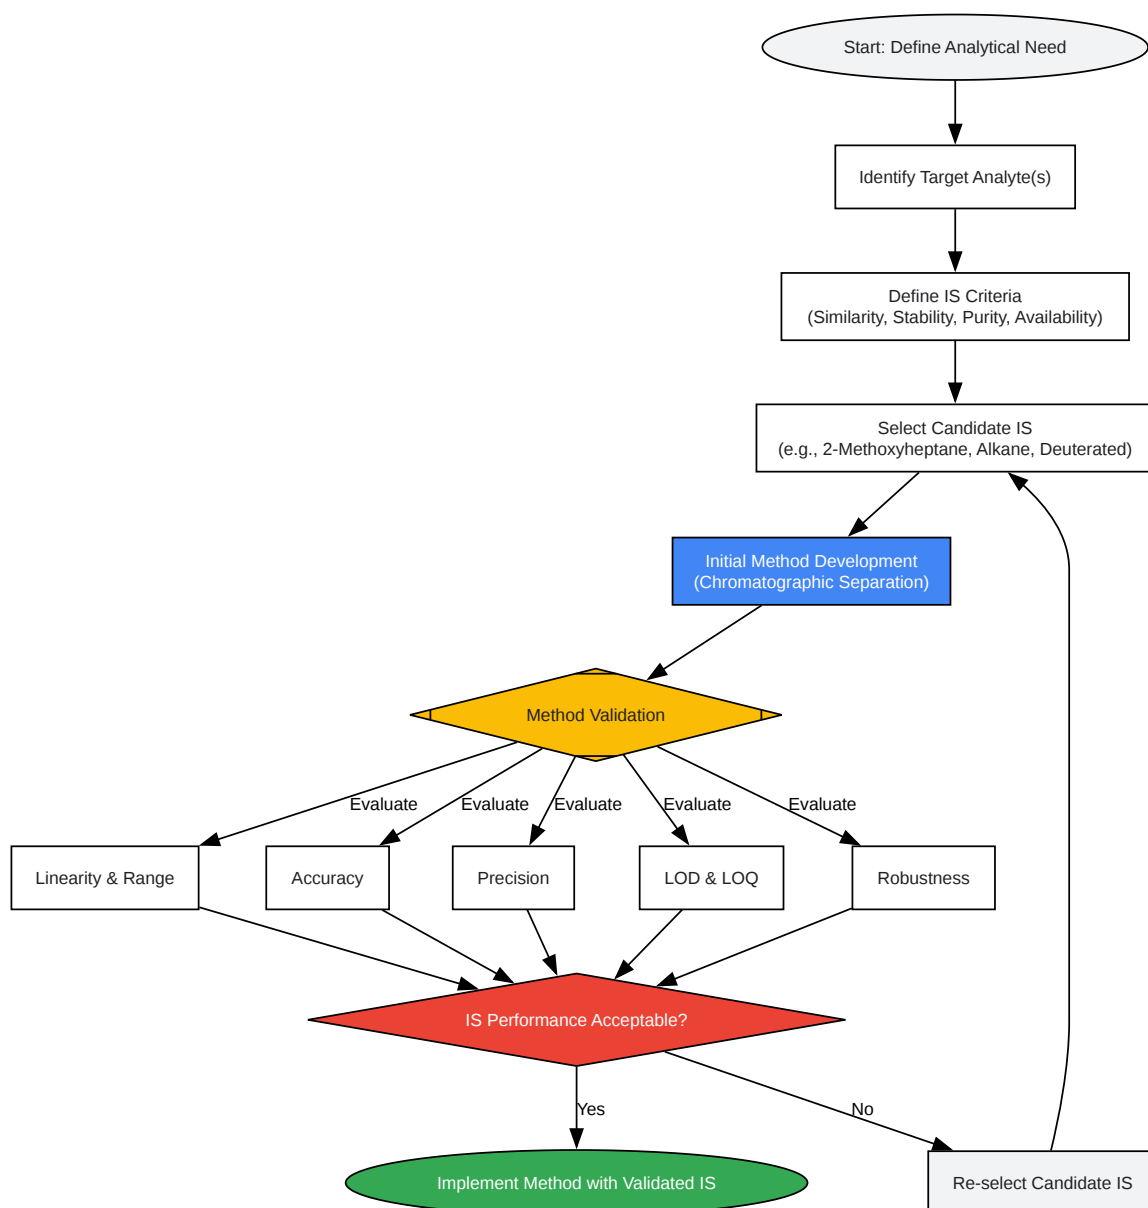 Start: Define Analytical Need
Identify Target Analyte(s)
Define IS Criteria
(Similarity, Stability, Purity, Availability)
Select Candidate IS
(e.g., 2-Methoxyheptane, Alkane, Deuterated)
Initial Method Development
(Chromatographic Separation)
Method Validation
Evaluate
Evaluate
Evaluate
Evaluate
Evaluate
Linearity & Range
Accuracy
Precision
LOD & LOQ
Robustness
IS Performance Acceptable?
Yes
No
Implement Method with Validated IS
Re-select Candidate IS